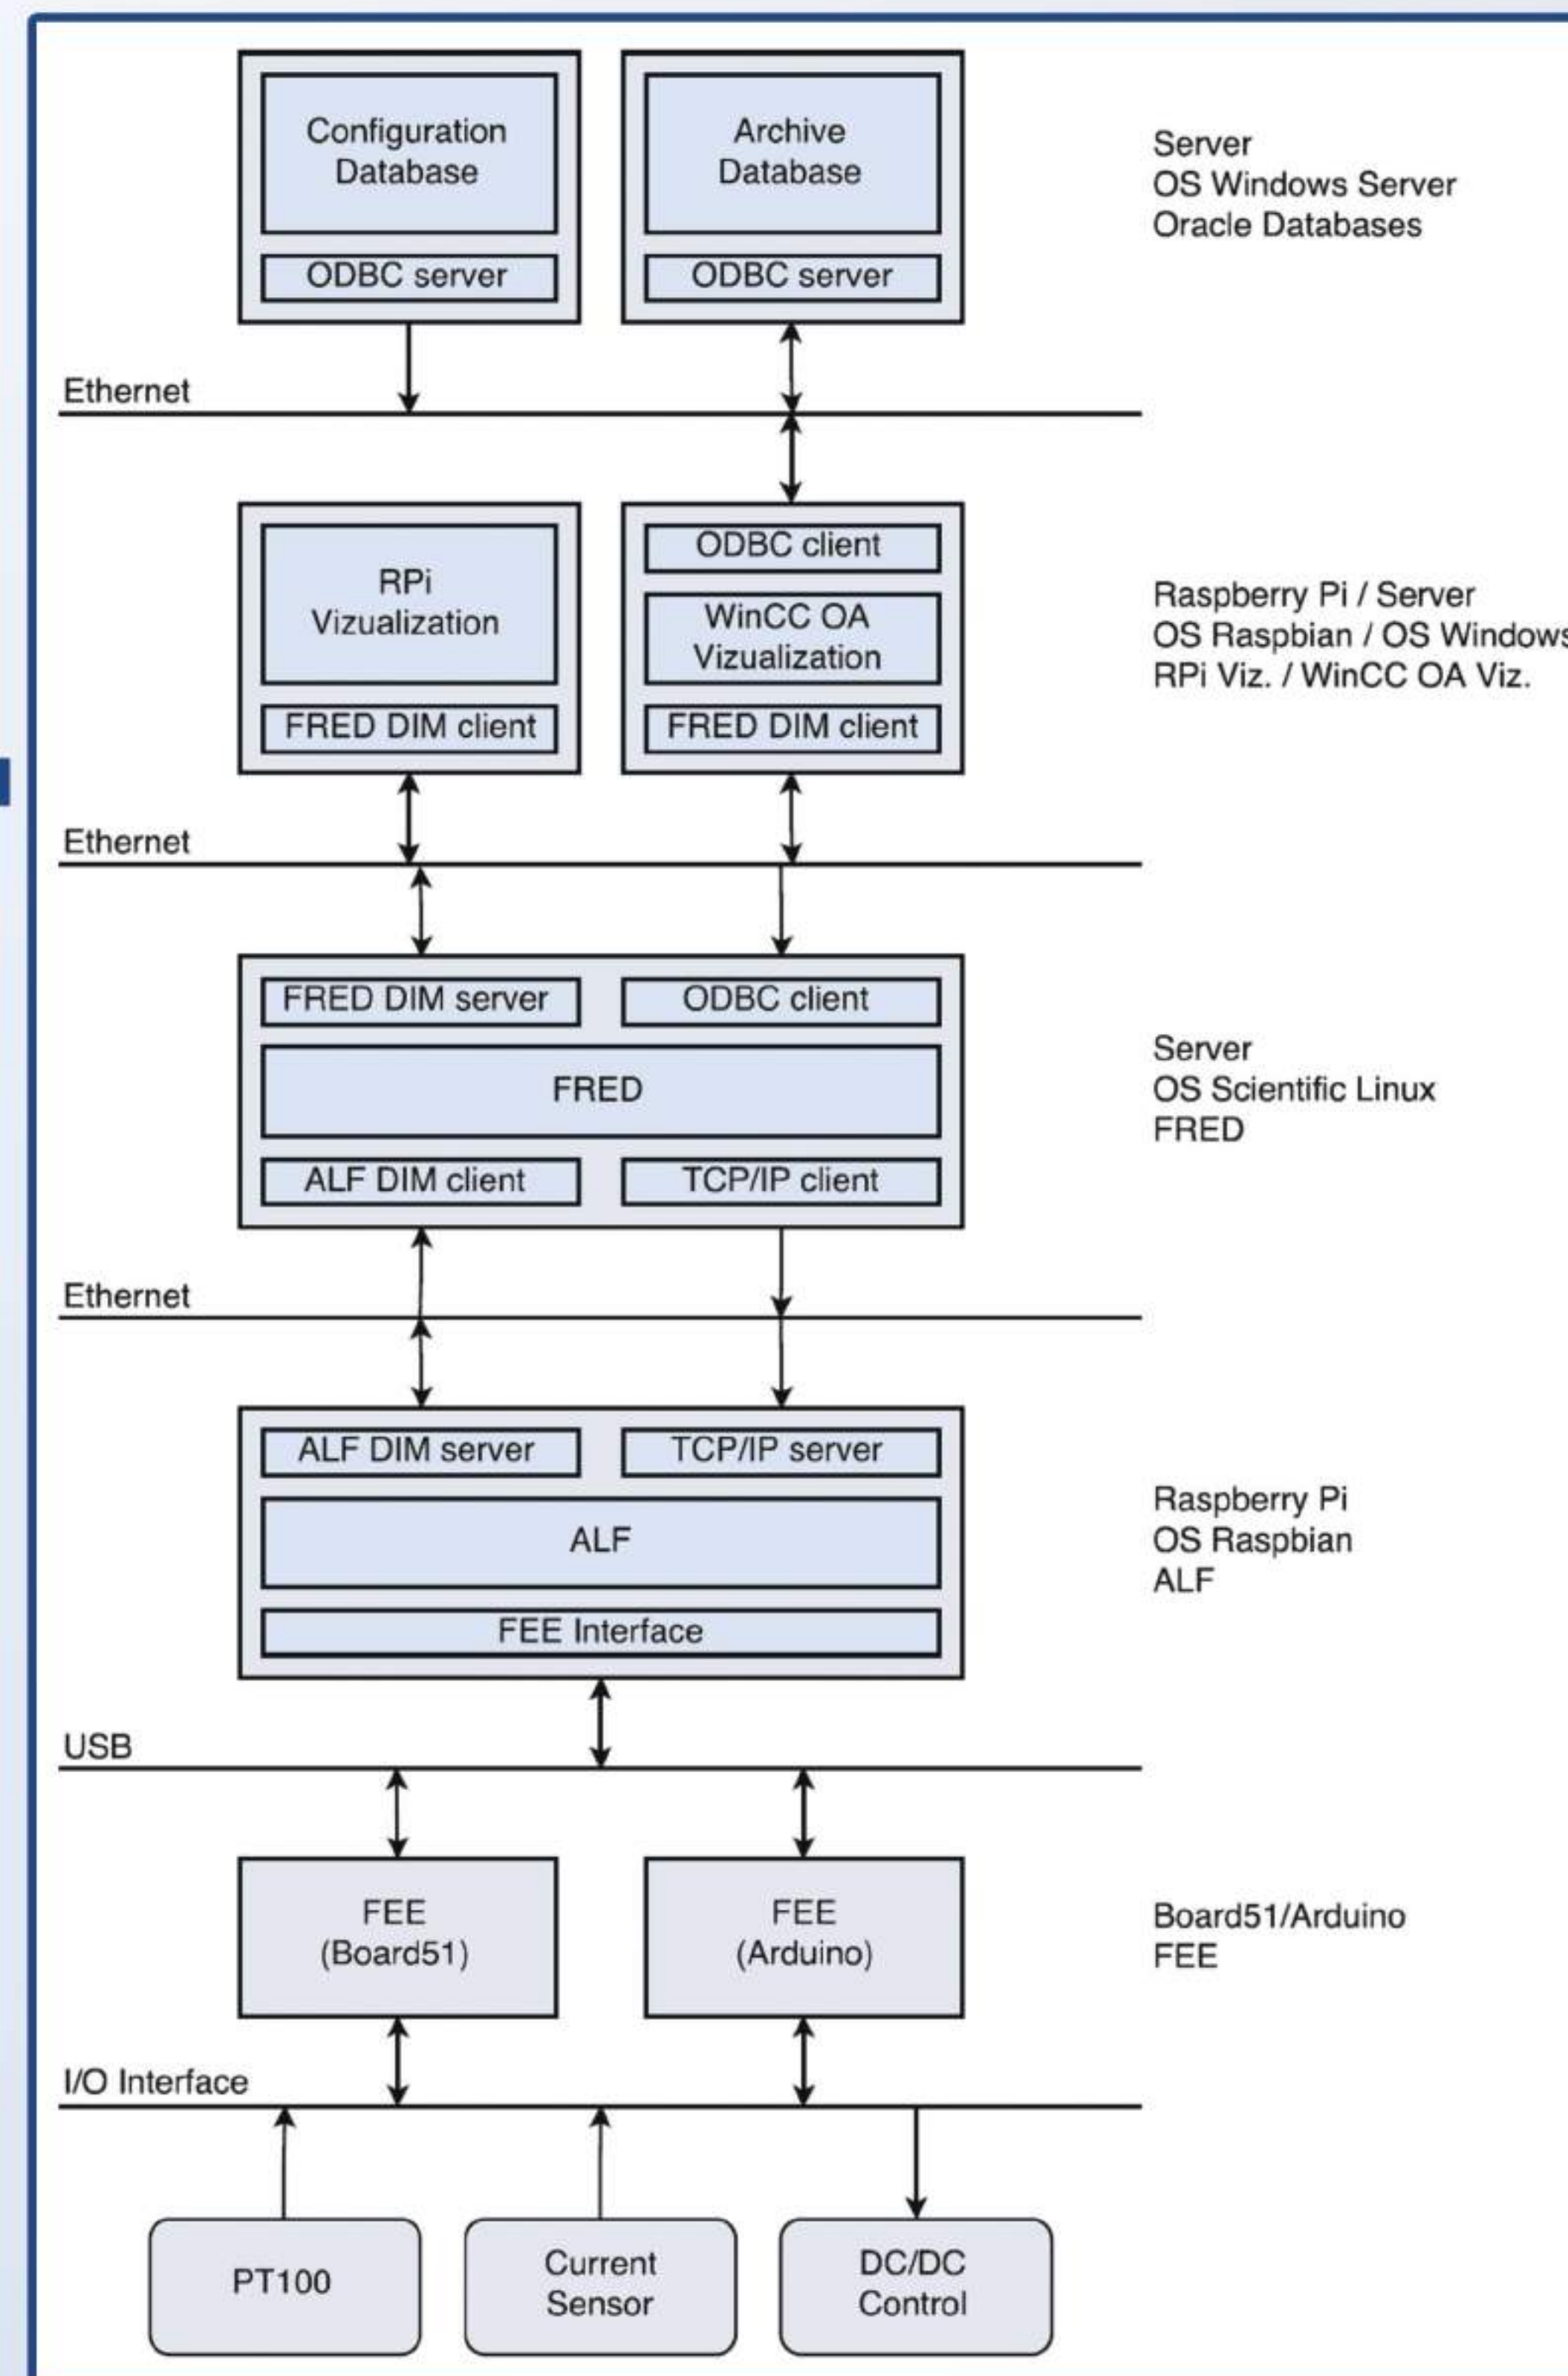 Configuration
Database
ODBC server
Archive
Database
ODBC server
Server
OS Windows Server
Oracle Databases
Ethernet
RPi
Vizualization
FRED DIM client
ODBC client
WinCC OA
Vizualization
FRED DIM client
Raspberry Pi / Server
OS Raspbian / OS Windows
RPi Viz. / WinCC OA Viz.
Ethernet
FRED DIM server
ODBC client
FRED
ALF DIM client
TCP/IP client
Server
OS Scientific Linux
FRED
Ethernet
ALF DIM server
TCP/IP server
ALF
FEE Interface
Raspberry Pi
OS Raspbian
ALF
USB
FEE
(Board51)
FEE
(Arduino)
Board51/Arduino
FEE
I/O Interface
PT100
Current
Sensor
DC/DC
Control